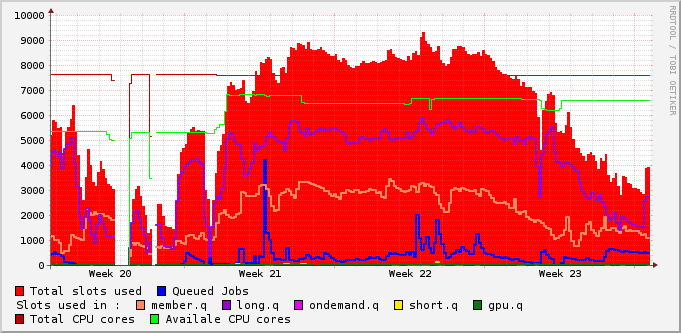 10000
9000
8000
7000
6000
5000
4000
3000
2000
1000
0
Week 20 Week 21 Week 22 Week 23
RRDTOOL / TOBI OETIKER
Total slots used Queued Jobs
Slots used in : member.q long.q ondemand.q short.q gpu.q
Total CPU cores Availale CPU cores